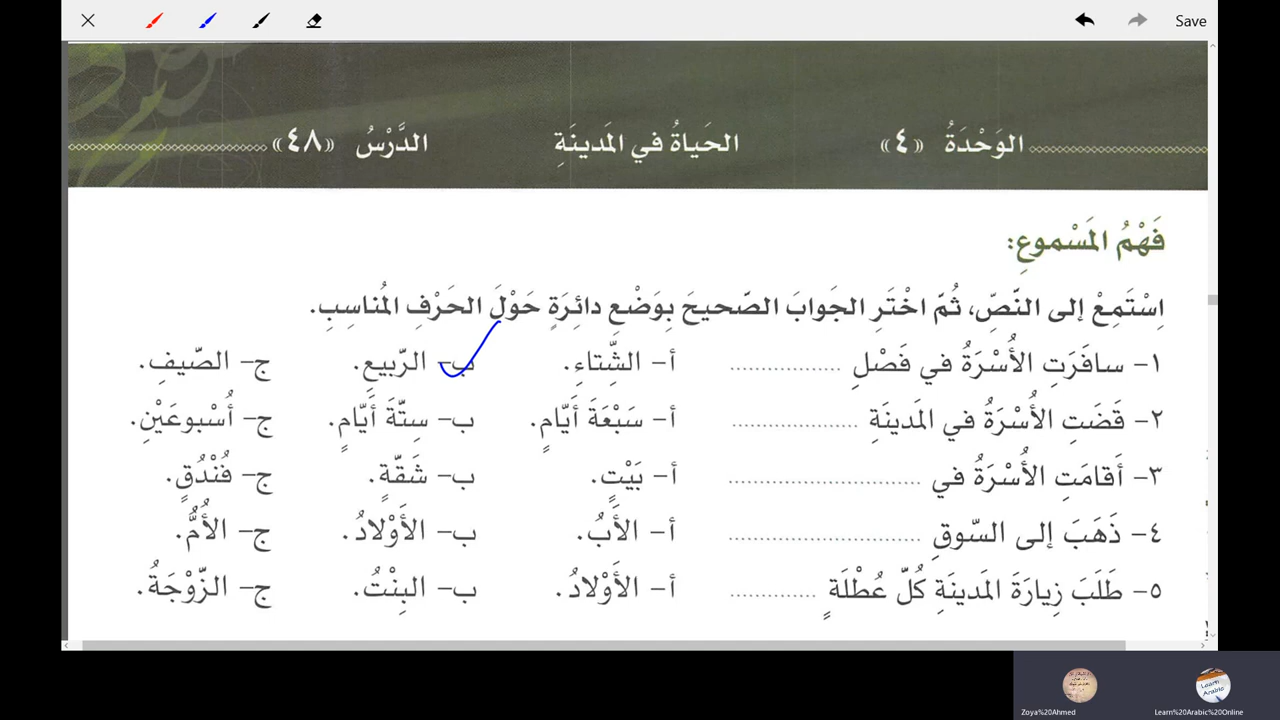 Save
الوَحْدَةُ «٤» الحَياةُ في المَدينَةِ الدَّرْسُ «٤٨»
فَهْمُ المَسْموعِ:
اِسْتَمِعْ إلى النَّصِّ، ثُمّ اخْتَرِ الجَوابَ الصّحيحَ بِوَضْعِ دائِرَةٍ حَوْلَ الحَرْفِ المُناسِبِ.
١- سافَرَتِ الأُسْرَةُ في فَصْلِ .............. أ- الشِّتاءِ. ب- الرّبيعِ. ج- الصّيفِ.
٢- قَضَتِ الأُسْرَةُ في المَدينَةِ .............. أ- سَبْعَةَ أَيّامٍ. ب- سِتّةَ أَيّامٍ. ج- أُسْبوعَيْنِ.
٣- أَقامَتِ الأُسْرَةُ في .............. أ- بَيْتٍ. ب- شَقّةٍ. ج- فُنْدُقٍ.
٤- ذَهَبَ إلى السّوقِ .............. أ- الأَبُ. ب- الأَوْلادُ. ج- الأُمُّ.
٥- طَلَبَ زِيارَةَ المَدينَةِ كُلّ عُطْلَةٍ .............. أ- الأَوْلادُ. ب- البِنْتُ. ج- الزّوْجَةُ.
Zoya%20Ahmed Learn%20Arabic%20Online